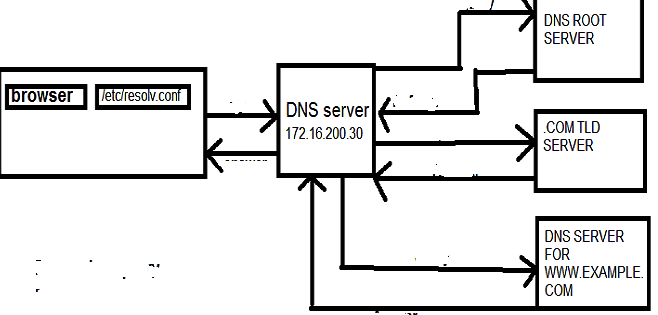 browser
/etc/resolv.conf
DNS server
172.16.200.30
DNS ROOT
SERVER
.COM TLD
SERVER
DNS SERVER
FOR
WWW.EXAMPLE.
COM